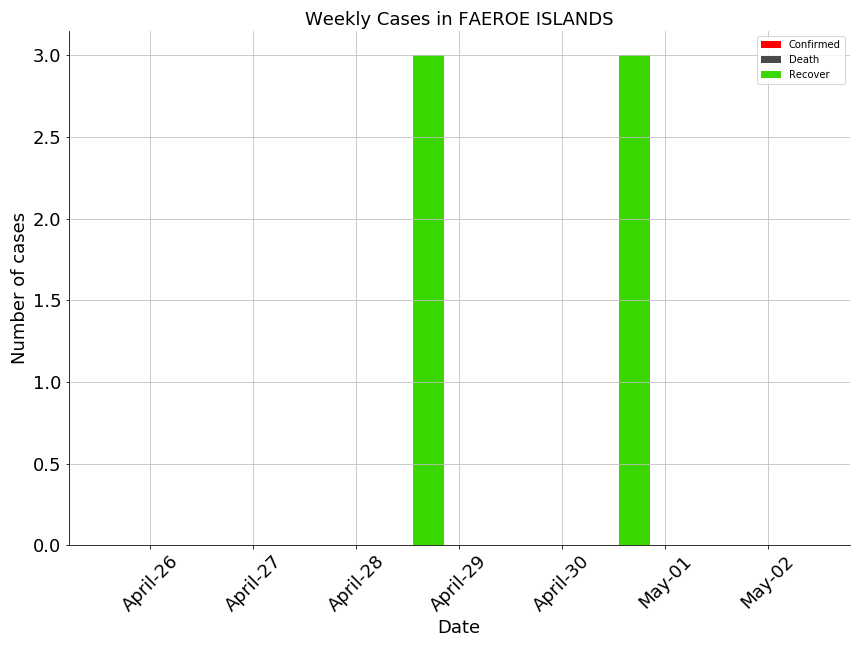 Weekly Cases in FAEROE ISLANDS
Confirmed
Death
Recover
Number of cases
3.0
2.5
2.0
1.5
1.0
0.5
0.0
April-26
April-27
April-28
April-29
April-30
May-01
May-02
Date